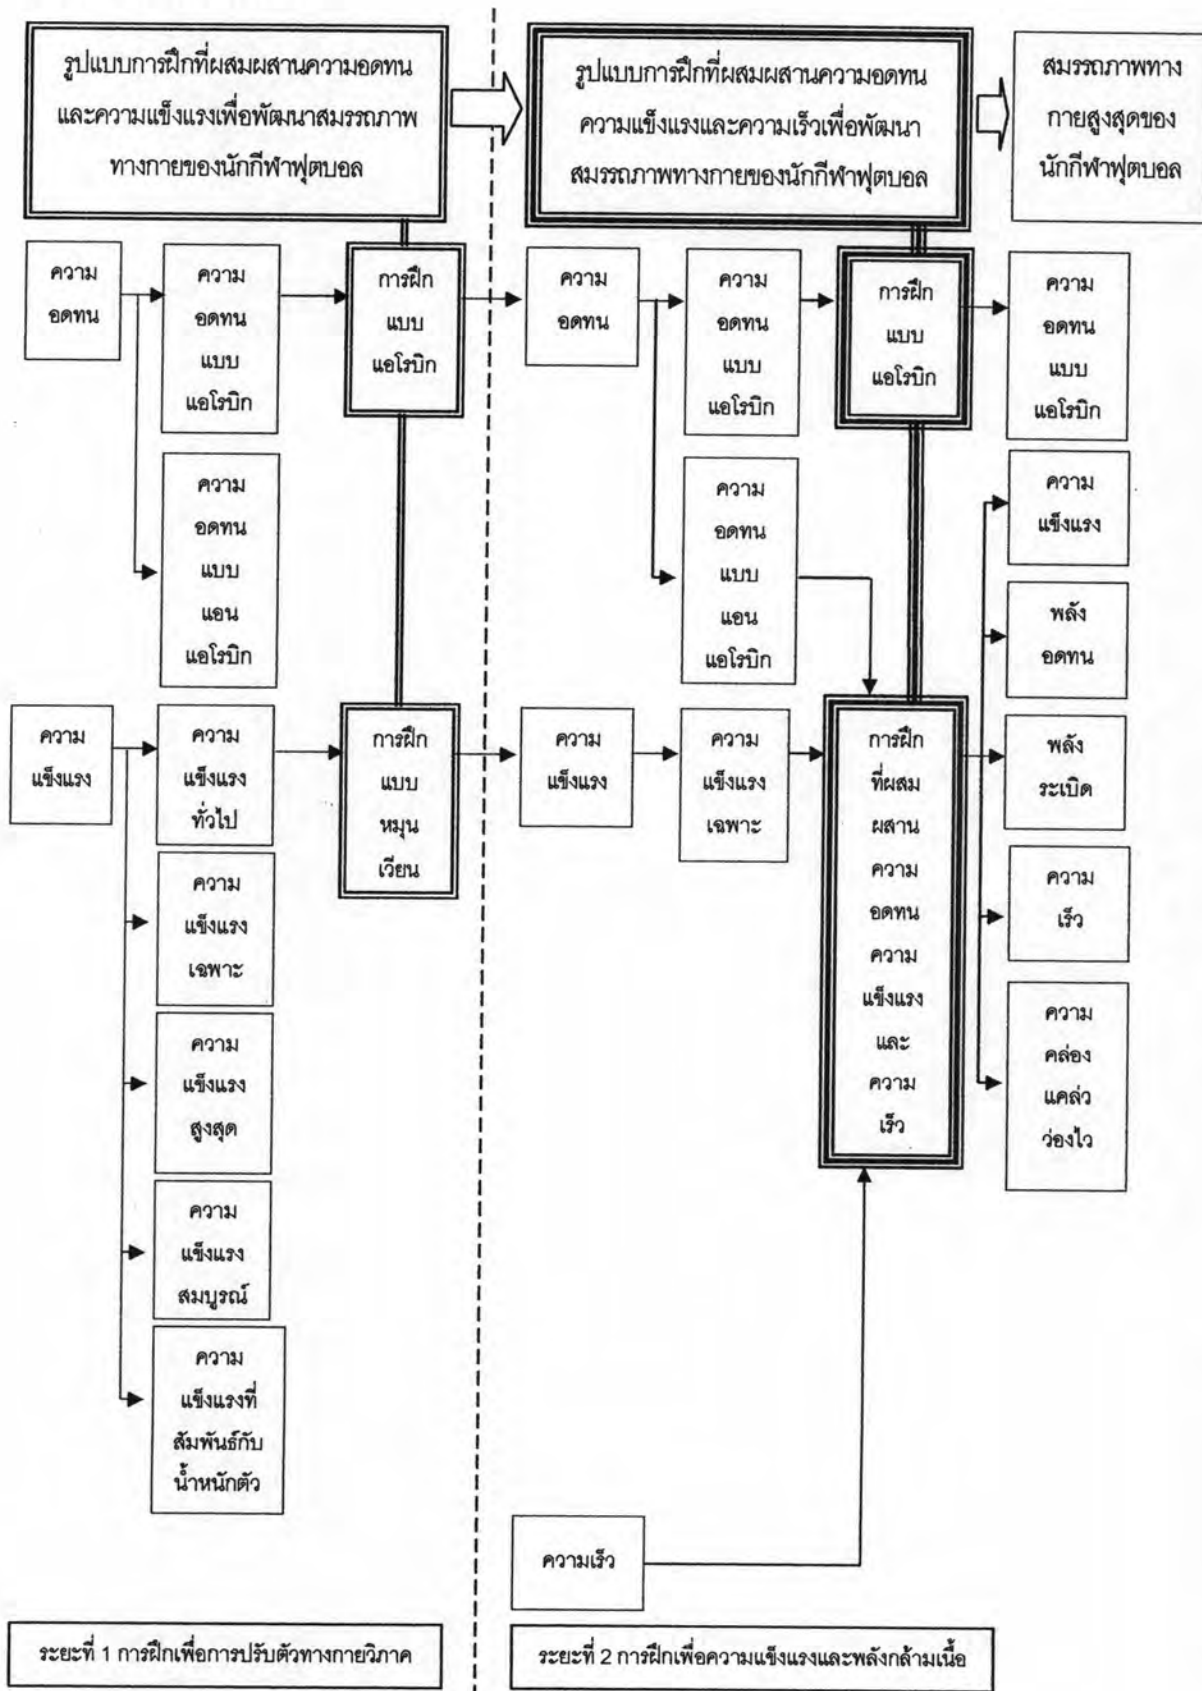 รูปแบบการฝึกที่ผสมผสานความอดทน
และความแข็งแรงเพื่อพัฒนาสมรรถภาพ
ทางกายของนักกีฬาฟุตบอล
รูปแบบการฝึกที่ผสมผสานความอดทน
ความแข็งแรงและความเร็วเพื่อพัฒนา
สมรรถภาพทางกายของนักกีฬาฟุตบอล
สมรรถภาพทาง
กายสูงสุดของ
นักกีฬาฟุตบอล
ความ
อดทน
ความ
อดทน
แบบ
แอโรบิก
การฝึก
แบบ
แอโรบิก
ความ
อดทน
ความ
อดทน
แบบ
แอโรบิก
การฝึก
แบบ
แอโรบิก
ความ
อดทน
แบบ
แอโรบิก
ความ
อดทน
แบบ
แอน
แอโรบิก
ความ
อดทน
แบบ
แอน
แอโรบิก
ความ
แข็งแรง
พลัง
อดทน
ความ
แข็งแรง
ความ
แข็งแรง
ทั่วไป
การฝึก
แบบ
หมุน
เวียน
ความ
แข็งแรง
ความ
แข็งแรง
เฉพาะ
การฝึก
ที่ผสม
ผสาน
ความ
อดทน
ความ
แข็งแรง
และ
ความ
เร็ว
พลัง
ระเบิด
ความ
เร็ว
ความ
คล่อง
แคล่ว
ว่องไว
ความ
แข็งแรง
เฉพาะ
ความ
แข็งแรง
สูงสุด
ความ
แข็งแรง
สมบูรณ์
ความ
แข็งแรงที่
สัมพันธ์กับ
น้ำหนักตัว
ความเร็ว
ระยะที่ 1 การฝึกเพื่อการปรับตัวทางกายวิภาค
ระยะที่ 2 การฝึกเพื่อความแข็งแรงและพลังกล้ามเนื้อ